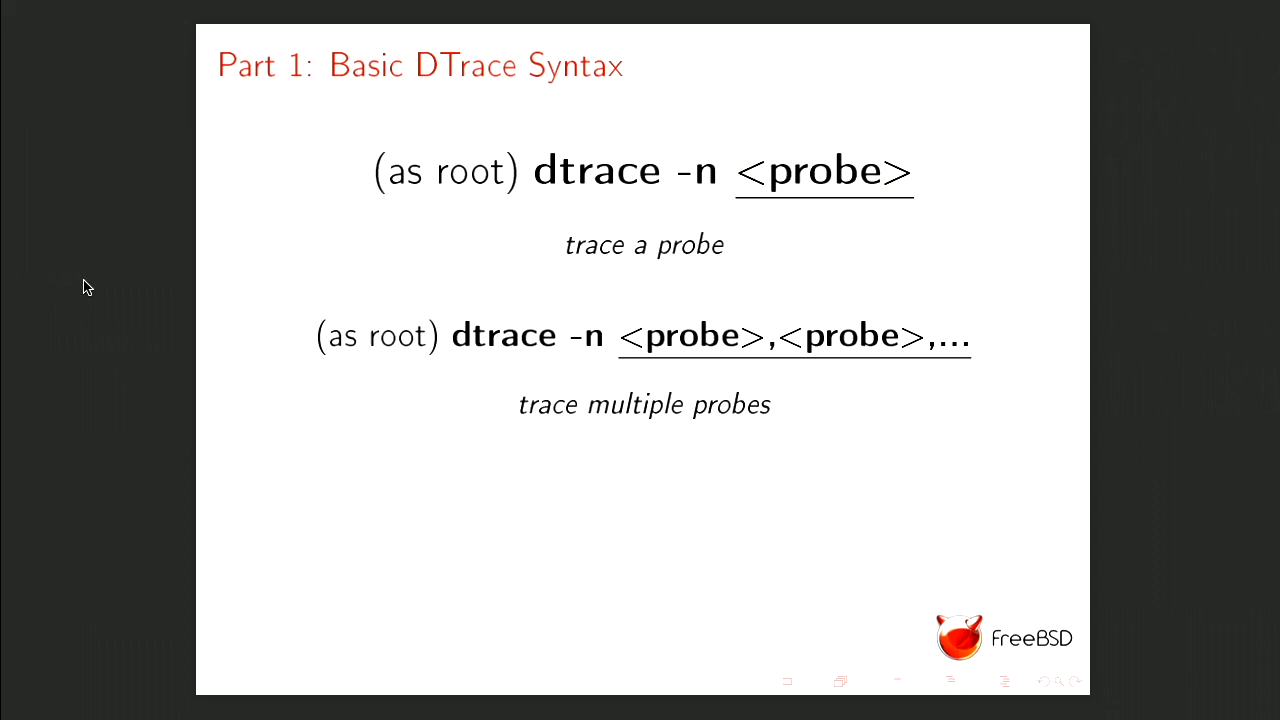 Part 1: Basic DTrace Syntax
(as root) dtrace -n <probe>
trace a probe
(as root) dtrace -n <probe>,<probe>,...
trace multiple probes
FreeBSD